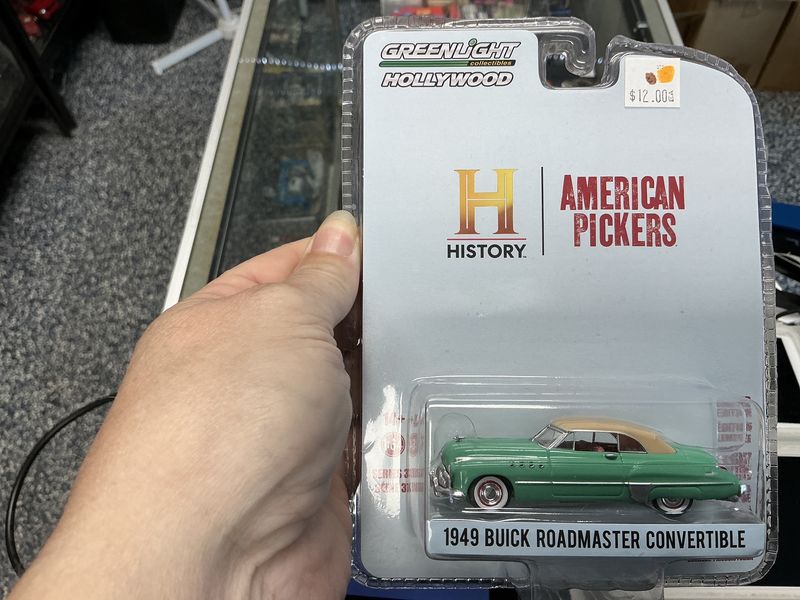 GREENLIGHT
collectibles
HOLLYWOOD
$12.00
H
HISTORY
AMERICAN
PICKERS
1949 BUICK ROADMASTER CONVERTIBLE